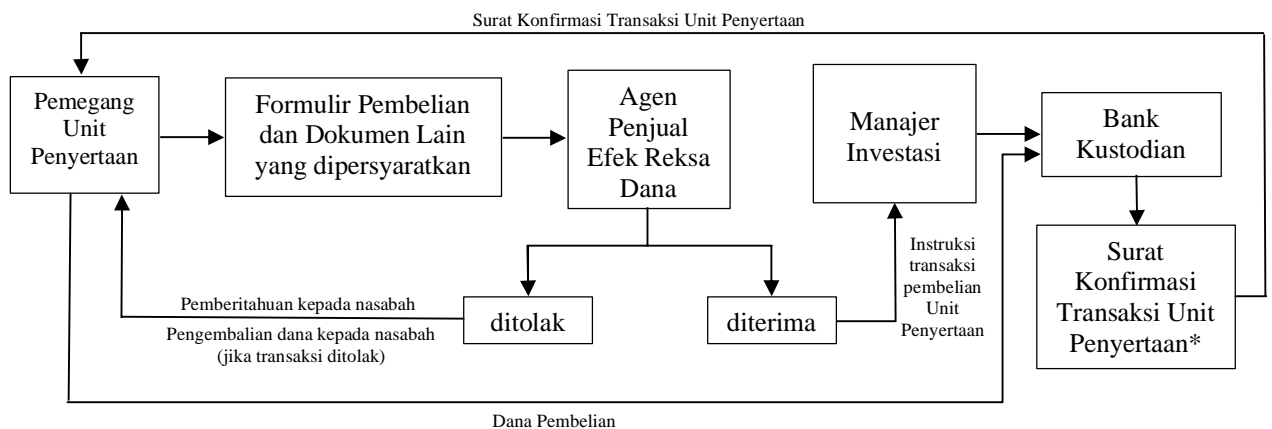 Surat Konfirmasi Transaksi Unit Penyertaan
Pemegang
Unit
Penyertaan
Formulir Pembelian
dan Dokumen Lain
yang dipersyaratkan
Agen
Penjual
Efek Reksa
Dana
Manajer
Investasi
Bank
Kustodian
Instruksi
transaksi
pembelian
Unit
Penyertaan
Surat
Konfirmasi
Transaksi Unit
Penyertaan*
Pemberitahuan kepada nasabah
Pengembalian dana kepada nasabah
(jika transaksi ditolak)
ditolak
diterima
Dana Pembelian